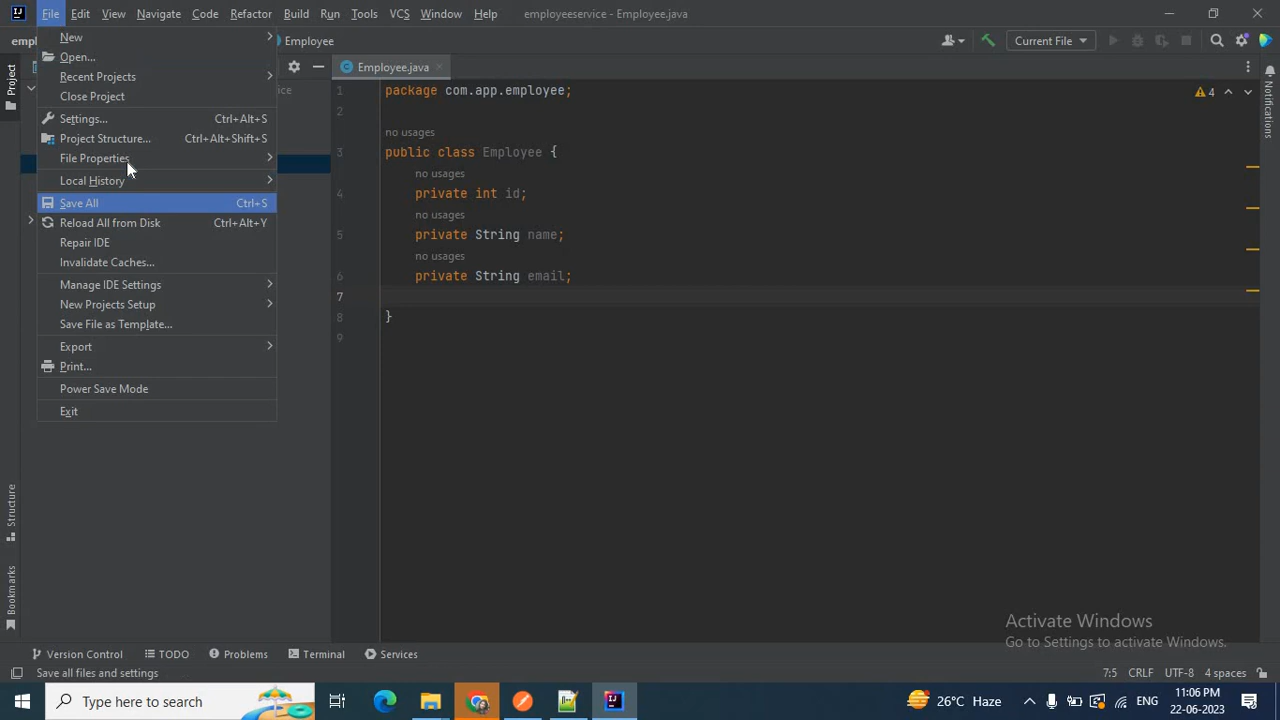 File Edit View Navigate Code Refactor Build Run Tools VCS Window Help employeeservice - Employee.java
Employee
Current File
New
Open...
Recent Projects
Close Project
Settings... Ctrl+Alt+S
Project Structure... Ctrl+Alt+Shift+S
File Properties
Local History
Save All Ctrl+S
Reload All from Disk Ctrl+Alt+Y
Repair IDE
Invalidate Caches...
Manage IDE Settings
New Projects Setup
Save File as Template...
Export
Print...
Power Save Mode
Exit
Project
Structure
Bookmarks
Notifications
Employee.java
4
1 package com.app.employee;
2
no usages
3 public class Employee {
no usages
4 private int id;
no usages
5 private String name;
no usages
6 private String email;
7
8 }
9
Activate Windows
Go to Settings to activate Windows.
Version Control TODO Problems Terminal Services
Save all files and settings 7:5 CRLF UTF-8 4 spaces
Type here to search 26°C Haze ENG 11:06 PM
22-06-2023